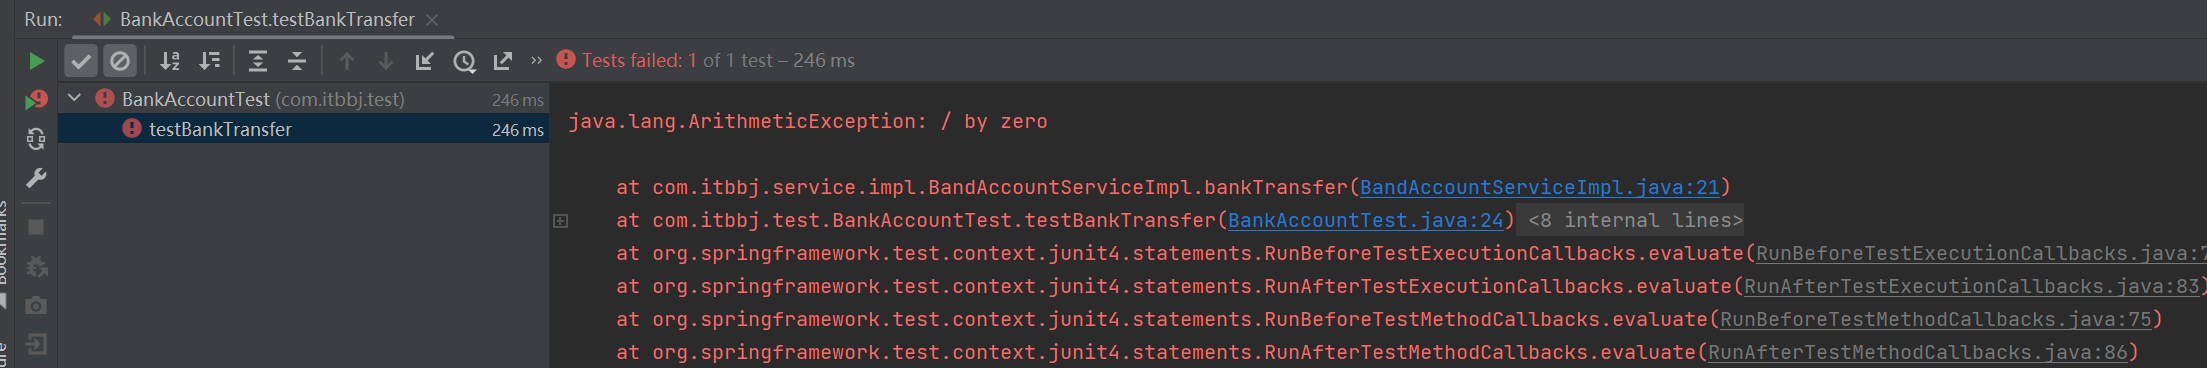 Run: BankAccountTest.testBankTransfer
Tests failed: 1 of 1 test – 246 ms
BankAccountTest (com.itbbj.test) 246 ms
testBankTransfer 246 ms
java.lang.ArithmeticException: / by zero
at com.itbbj.service.impl.BandAccountServiceImpl.bankTransfer(BandAccountServiceImpl.java:21)
at com.itbbj.test.BankAccountTest.testBankTransfer(BankAccountTest.java:24) <8 internal lines>
at org.springframework.test.context.junit4.statements.RunBeforeTestExecutionCallbacks.evaluate(RunBeforeTestExecutionCallbacks.java:7
at org.springframework.test.context.junit4.statements.RunAfterTestExecutionCallbacks.evaluate(RunAfterTestExecutionCallbacks.java:83)
at org.springframework.test.context.junit4.statements.RunBeforeTestMethodCallbacks.evaluate(RunBeforeTestMethodCallbacks.java:75)
at org.springframework.test.context.junit4.statements.RunAfterTestMethodCallbacks.evaluate(RunAfterTestMethodCallbacks.java:86)
Bookmarks